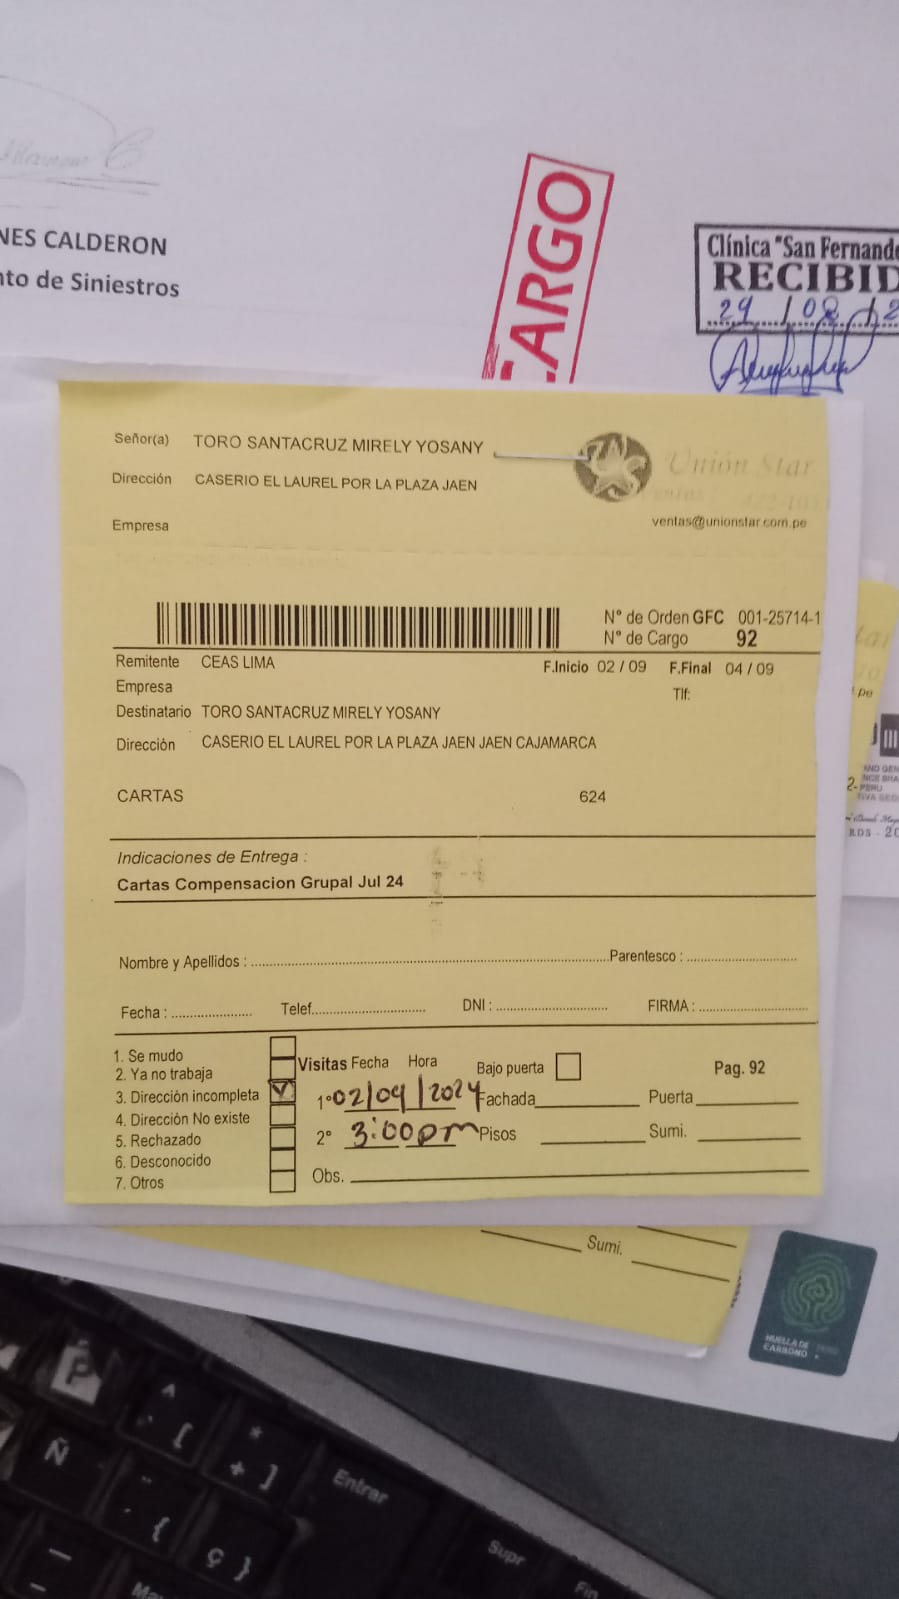 NES CALDERON
nto de Siniestros
CARGO
Clínica "San Fernando
RECIBID
29 / 08 / 2
Señor(a) TORO SANTACRUZ MIRELY YOSANY
Unión Star
Dirección CASERIO EL LAUREL POR LA PLAZA JAEN
Empresa
ventas@unionstar.com.pe
N° de Orden GFC 001-25714-1
N° de Cargo 92
Remitente CEAS LIMA
F.Inicio 02 / 09 F.Final 04 / 09
Empresa
Tlf:
Destinatario TORO SANTACRUZ MIRELY YOSANY
Dirección CASERIO EL LAUREL POR LA PLAZA JAEN JAEN CAJAMARCA
CARTAS 624
Indicaciones de Entrega :
Cartas Compensacion Grupal Jul 24
Nombre y Apellidos : Parentesco :
Fecha : Telef. DNI : FIRMA :
1. Se mudo
2. Ya no trabaja
3. Dirección incompleta
4. Dirección No existe
5. Rechazado
6. Desconocido
7. Otros
Visitas Fecha Hora Bajo puerta Pag. 92
1° 02/09/2024 Fachada Puerta
2° 3:00pm Pisos Sumi.
Obs.
Sumi.
HUELLA DE
CARBONO
P
Ñ
Entrar
Supr
Fin